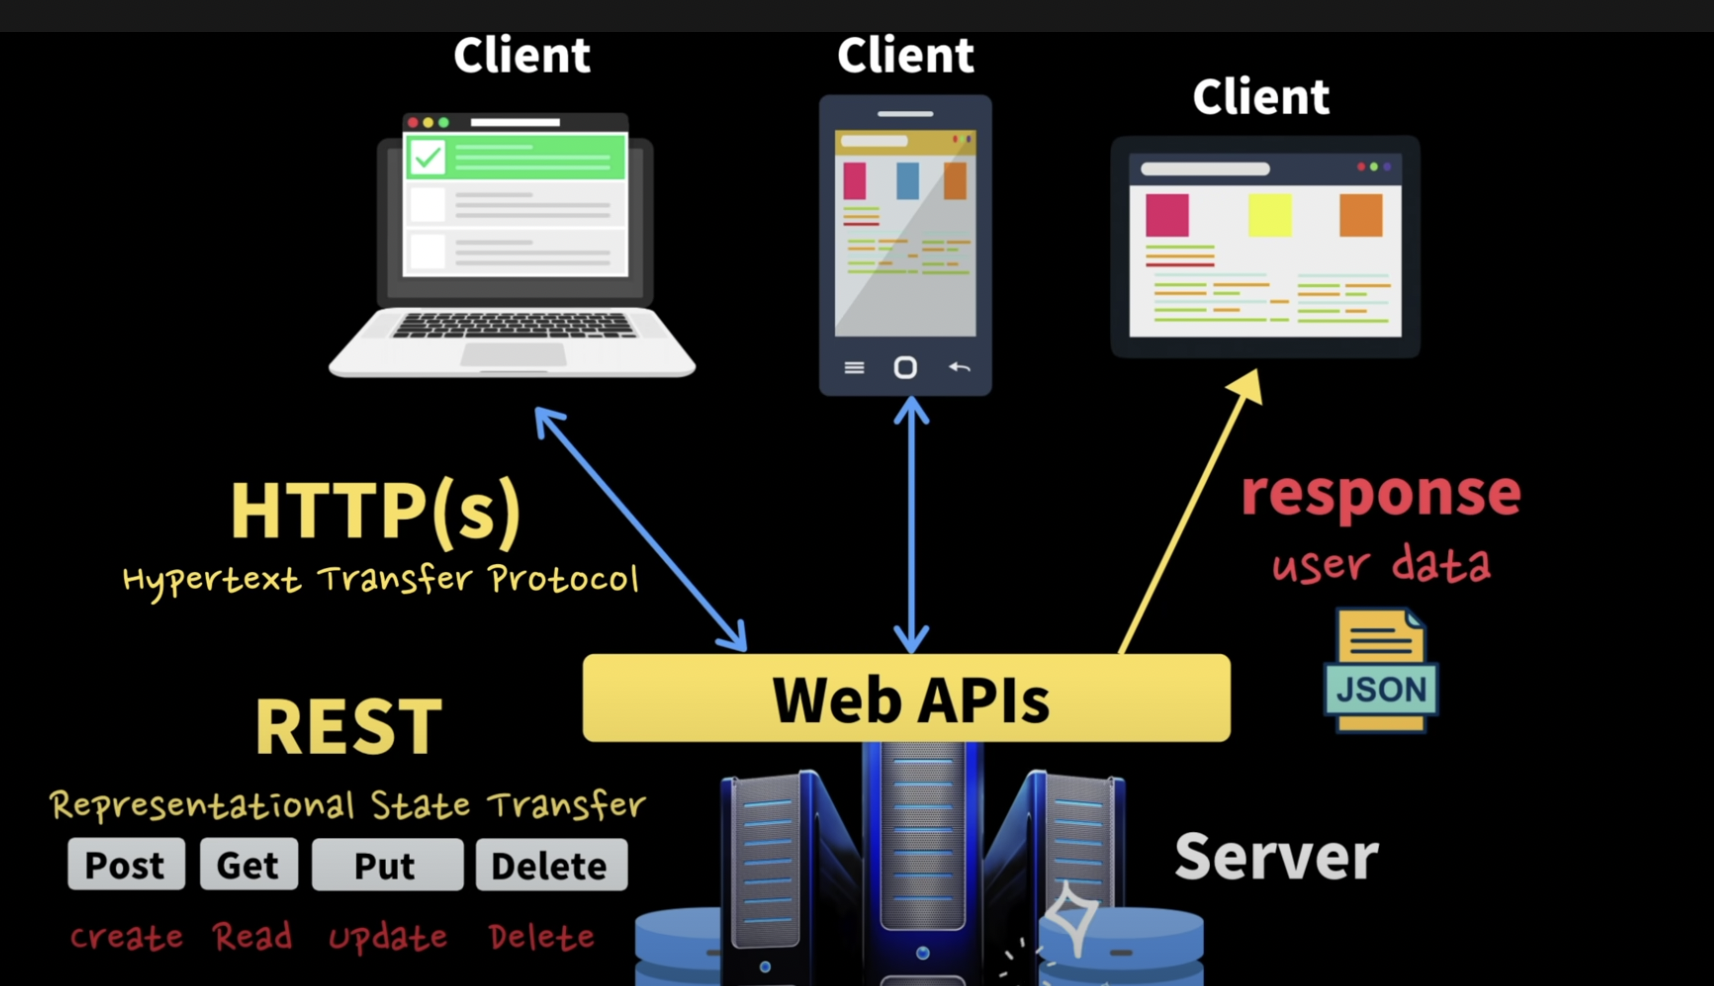 Client
Client
Client
HTTP(s)
Hypertext Transfer Protocol
response
user data
JSON
Web APIs
REST
Representational State Transfer
Post Get Put Delete
create Read update Delete
Server